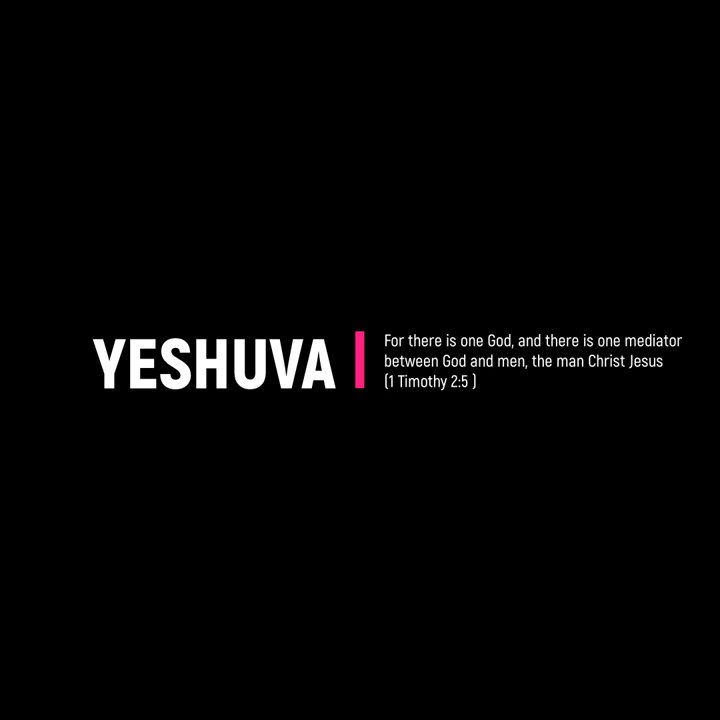 YESHUVA
For there is one God, and there is one mediator
between God and men, the man Christ Jesus
(1 Timothy 2:5 )